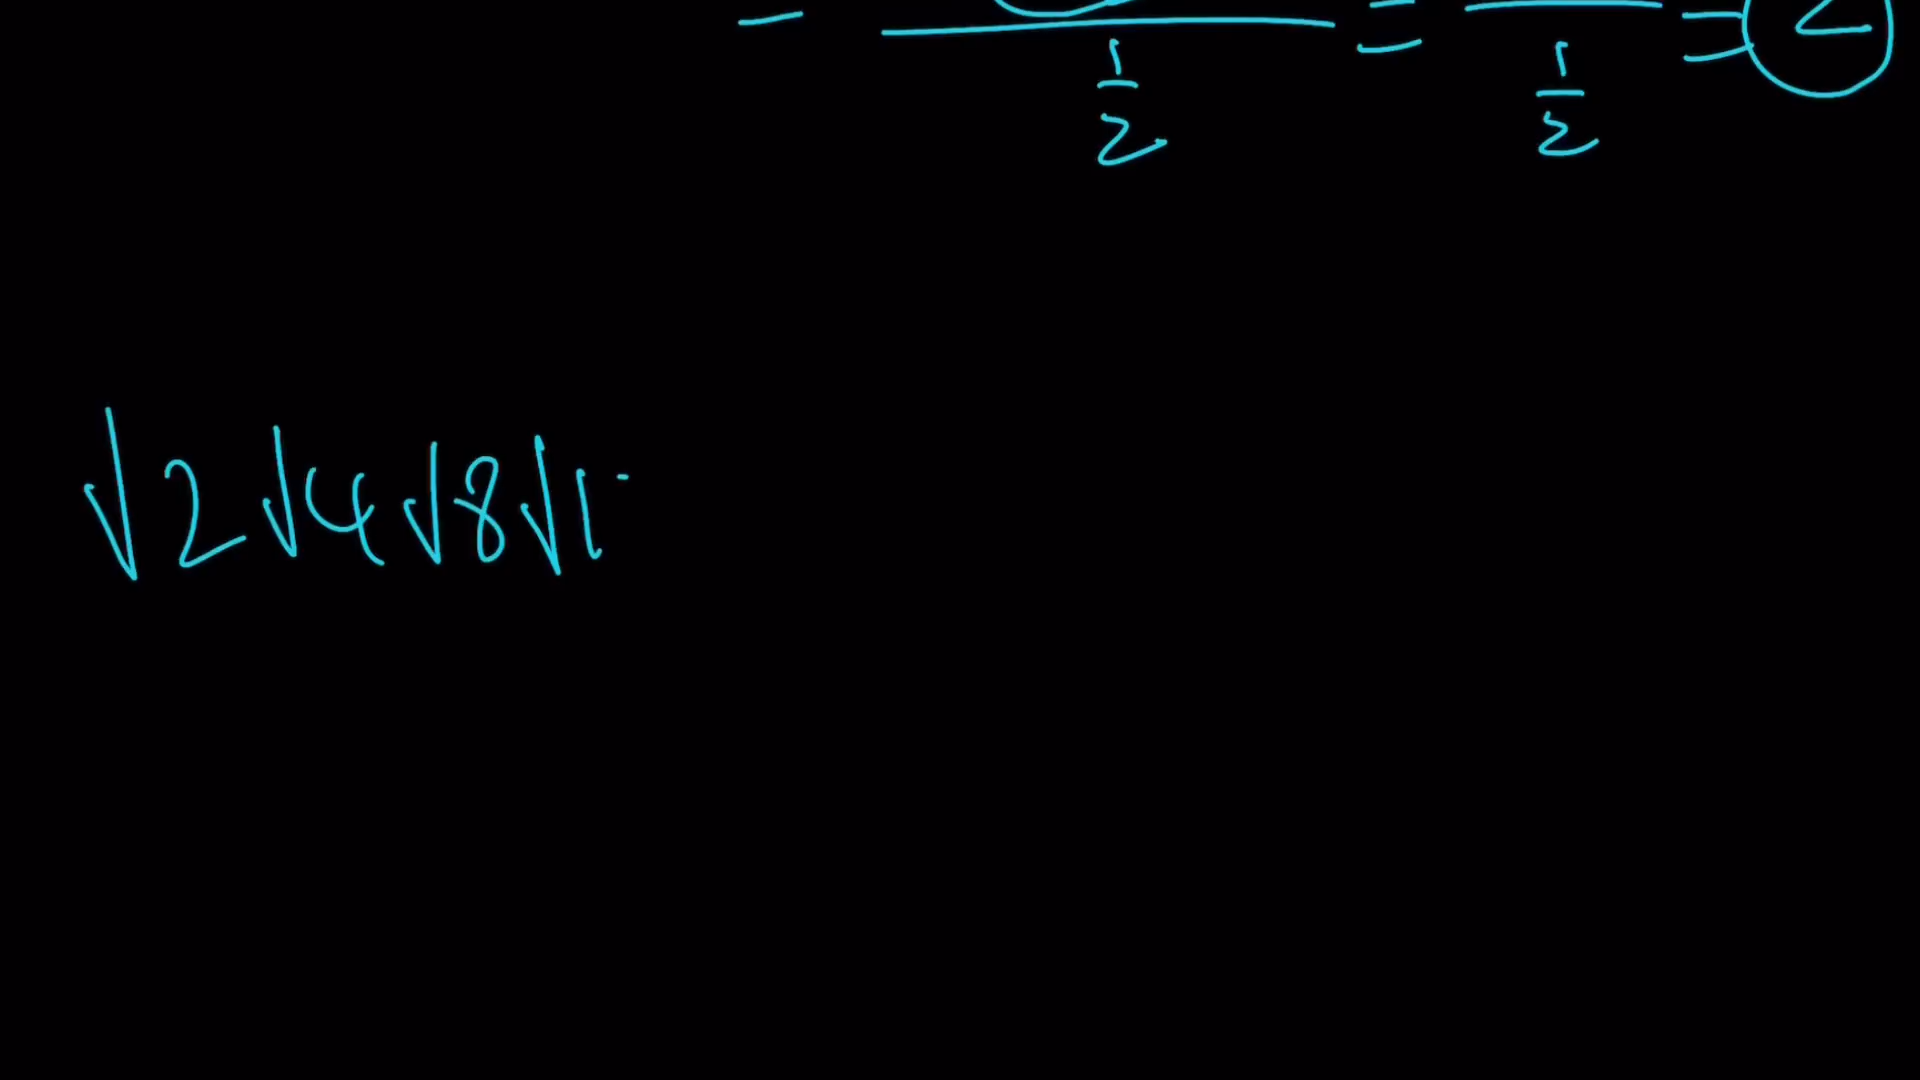 - 1/2 = 1/2 = 2
√2√4√8√1